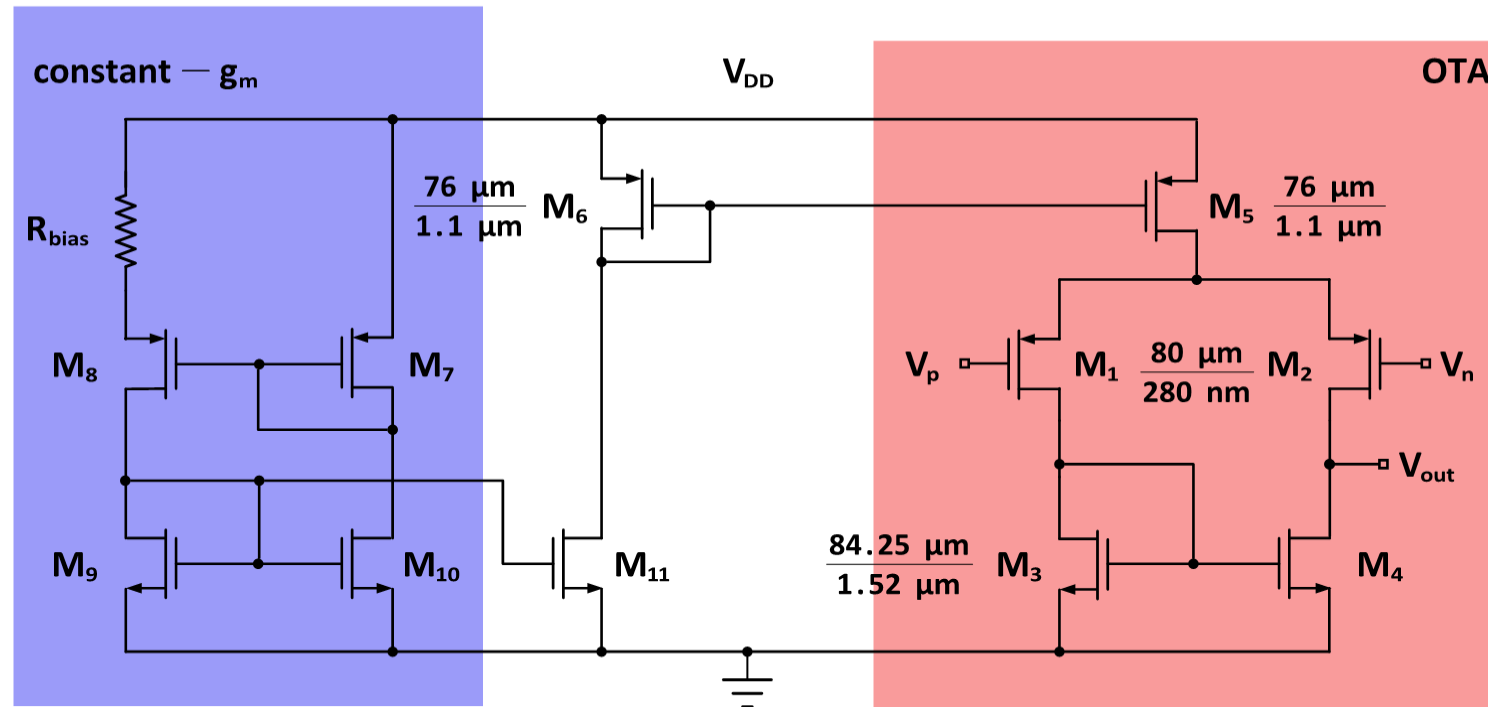 constant — gm
VDD
OTA
76 μm
1.1 μm
M6
M5
76 μm
1.1 μm
Rbias
M8
M7
Vp
M1
80 μm
280 nm
M2
Vn
Vout
M9
M10
M11
84.25 μm
1.52 μm
M3
M4